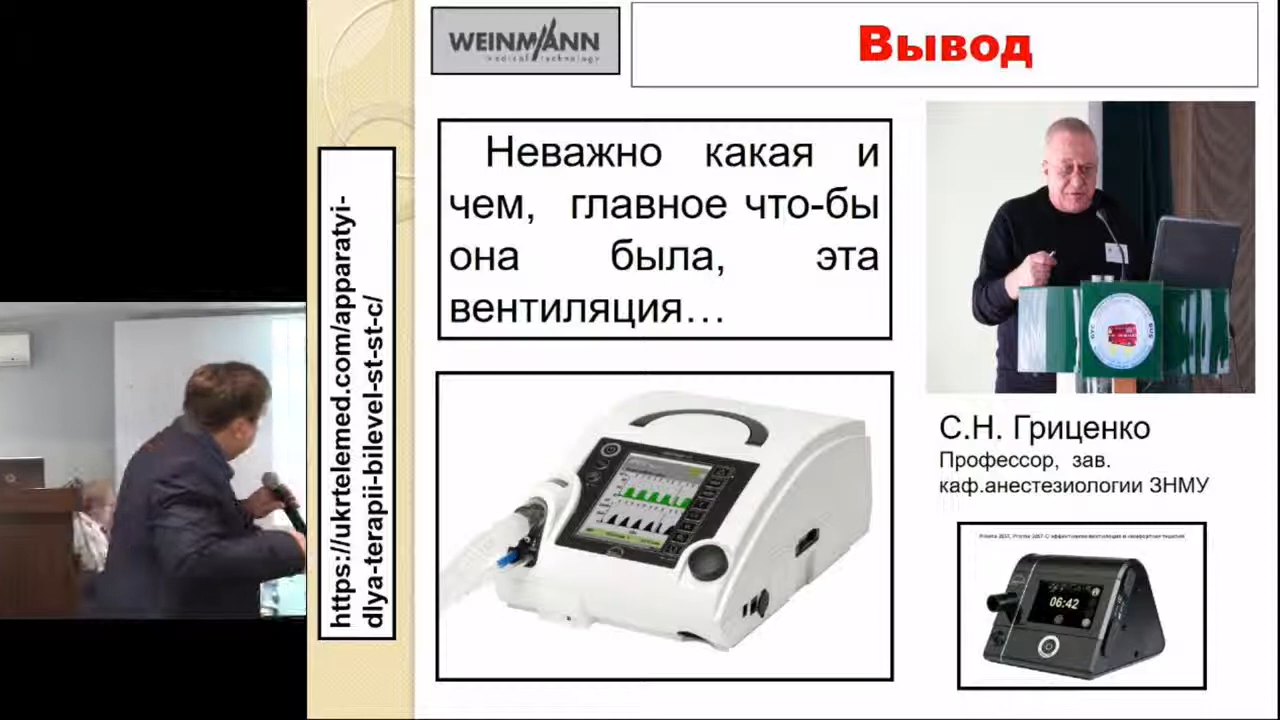 WEINMANN
medical technology
Вывод
https://ukrtelemed.com/apparatyi-
dlya-terapii-bilevel-st-st-c/
Неважно какая и
чем, главное что-бы
она была, эта
вентиляция…
С.Н. Гриценко
Профессор, зав.
каф.анестезиологии ЗНМУ
06:42